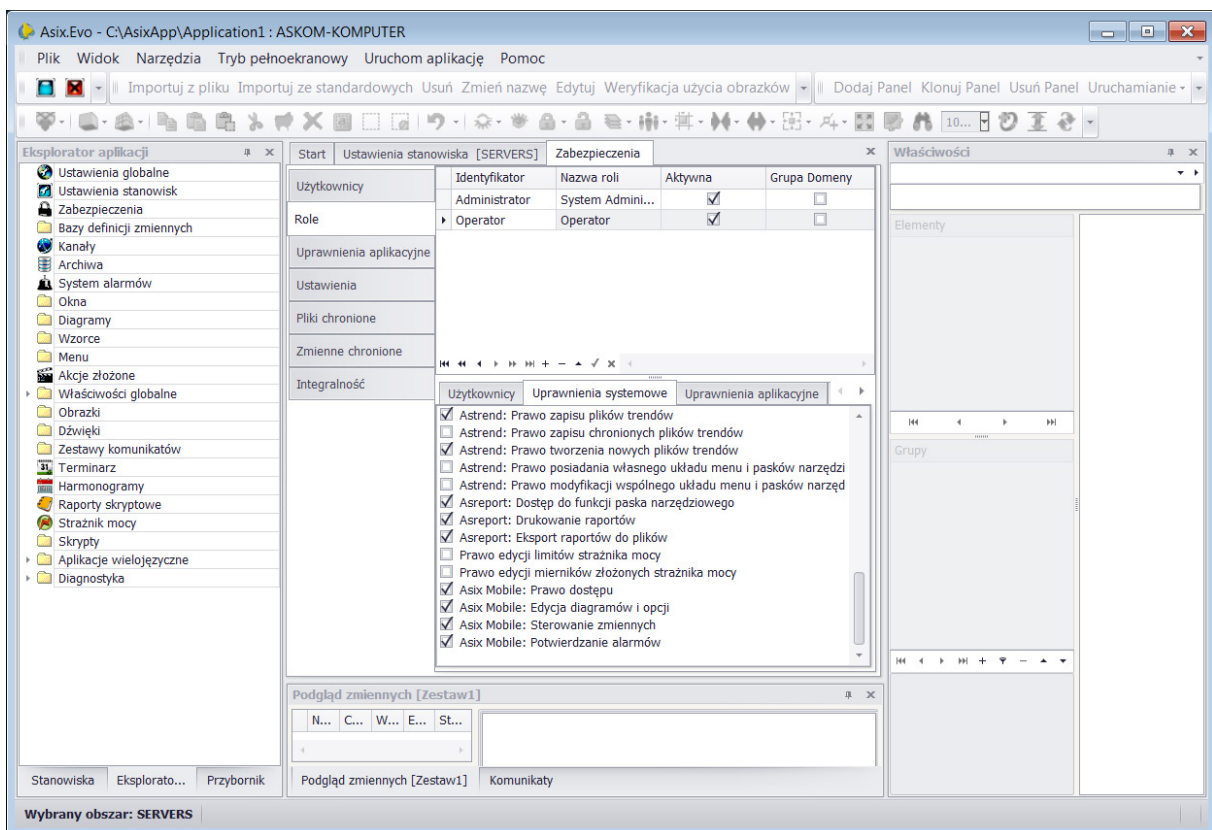 Asix.Evo - C:\AsixApp\Application1 : ASKOM-KOMPUTER
Plik Widok Narzędzia Tryb pełnoekranowy Uruchom aplikację Pomoc
Importuj z pliku Importuj ze standardowych Usuń Zmień nazwę Edytuj Weryfikacja użycia obrazków Dodaj Panel Klonuj Panel Usuń Panel Uruchamianie
10...
Eksplorator aplikacji
Ustawienia globalne
Ustawienia stanowisk
Zabezpieczenia
Bazy definicji zmiennych
Kanały
Archiwa
System alarmów
Okna
Diagramy
Wzorce
Menu
Akcje złożone
Właściwości globalne
Obrazki
Dźwięki
Zestawy komunikatów
Terminarz
Harmonogramy
Raporty skryptowe
Strażnik mocy
Skrypty
Aplikacje wielojęzyczne
Diagnostyka
Stanowiska Eksplorato... Przybornik
Start Ustawienia stanowiska [SERVERS] Zabezpieczenia
Użytkownicy
Role
Uprawnienia aplikacyjne
Ustawienia
Pliki chronione
Zmienne chronione
Integralność
Identyfikator Nazwa roli Aktywna Grupa Domeny
Administrator System Admini...
Operator Operator
Użytkownicy Uprawnienia systemowe Uprawnienia aplikacyjne
Astrend: Prawo zapisu plików trendów
Astrend: Prawo zapisu chronionych plików trendów
Astrend: Prawo tworzenia nowych plików trendów
Astrend: Prawo posiadania własnego układu menu i pasków narzędzi
Astrend: Prawo modyfikacji wspólnego układu menu i pasków narzęd
Asreport: Dostęp do funkcji paska narzędziowego
Asreport: Drukowanie raportów
Asreport: Eksport raportów do plików
Prawo edycji limitów strażnika mocy
Prawo edycji mierników złożonych strażnika mocy
Asix Mobile: Prawo dostępu
Asix Mobile: Edycja diagramów i opcji
Asix Mobile: Sterowanie zmiennych
Asix Mobile: Potwierdzanie alarmów
Podgląd zmiennych [Zestaw1]
N... C... W... E... St...
Podgląd zmiennych [Zestaw1] Komunikaty
Właściwości
Elementy
Grupy
Wybrany obszar: SERVERS